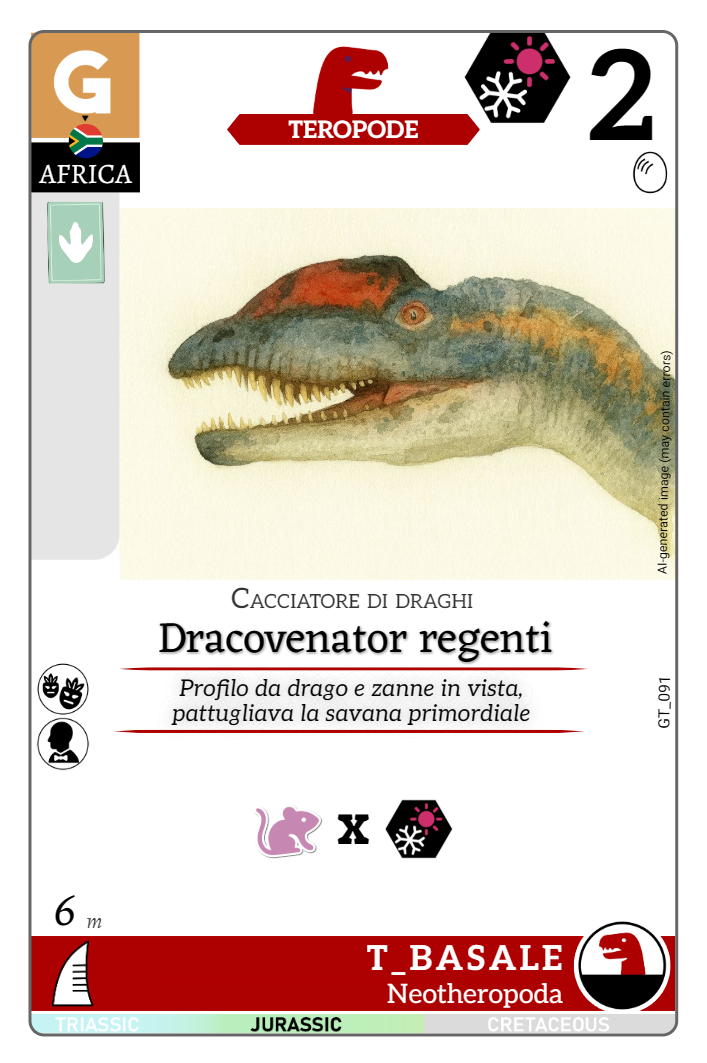 G
AFRICA
TEROPODE
2
AI-generated image (may contain errors)
Cacciatore di draghi
Dracovenator regenti
Profilo da drago e zanne in vista,
pattugliava la savana primordiale
GT_091
X
6 m
T_BASALE
Neotheropoda
TRIASSIC JURASSIC CRETACEOUS